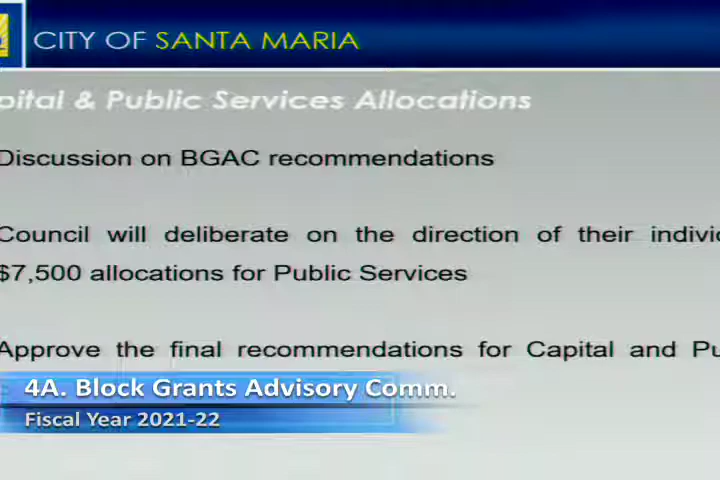 CITY OF SANTA MARIA
pital & Public Services Allocations
Discussion on BGAC recommendations
Council will deliberate on the direction of their individ
$7,500 allocations for Public Services
Approve the final recommendations for Capital and Pu
4A. Block Grants Advisory Comm.
Fiscal Year 2021-22